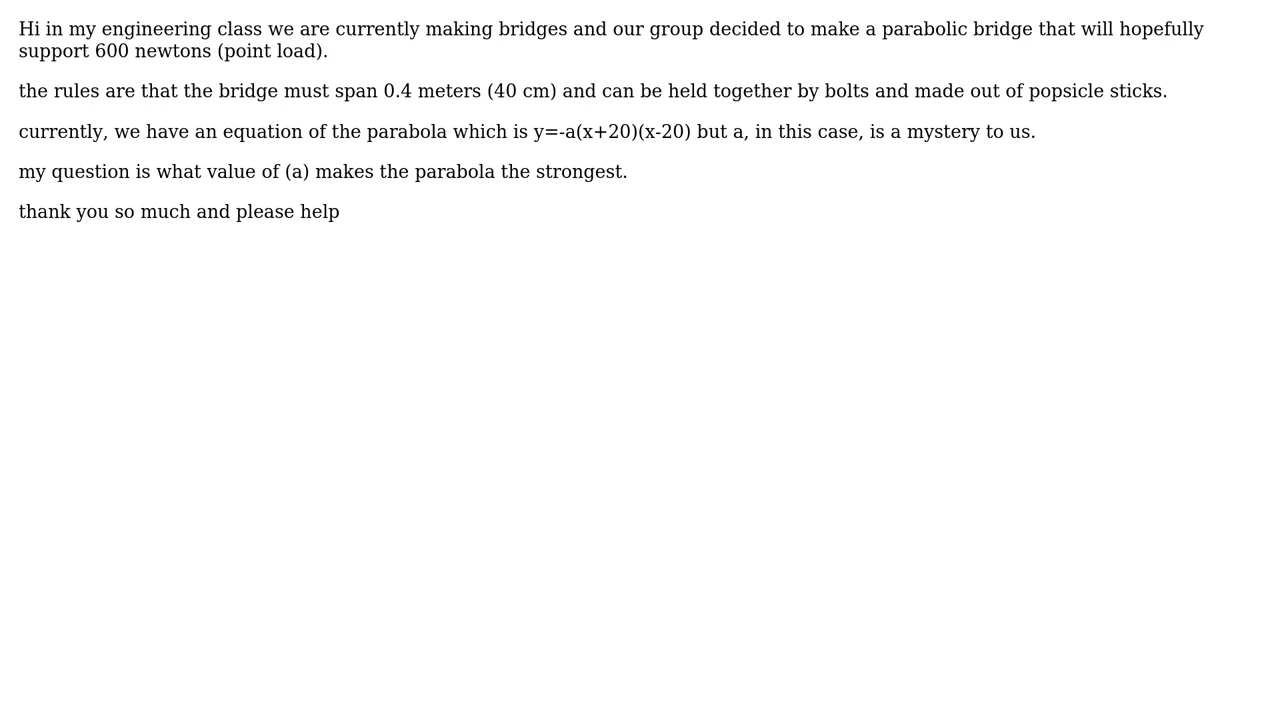 Hi in my engineering class we are currently making bridges and our group decided to make a parabolic bridge that will hopefully
support 600 newtons (point load).
the rules are that the bridge must span 0.4 meters (40 cm) and can be held together by bolts and made out of popsicle sticks.
currently, we have an equation of the parabola which is y=-a(x+20)(x-20) but a, in this case, is a mystery to us.
my question is what value of (a) makes the parabola the strongest.
thank you so much and please help